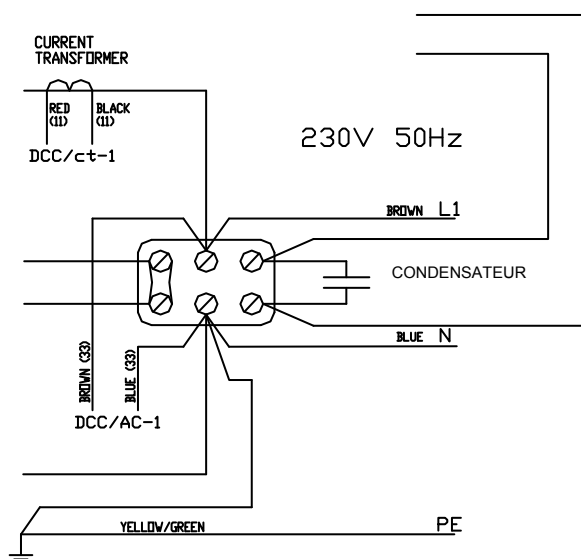 CURRENT
TRANSFORMER
RED
(11)
BLACK
(11)
DCC/ct-1
230V 50Hz
BROWN L1
CONDENSATEUR
BLUE N
BROWN (33)
BLUE (33)
DCC/AC-1
YELLOW/GREEN PE